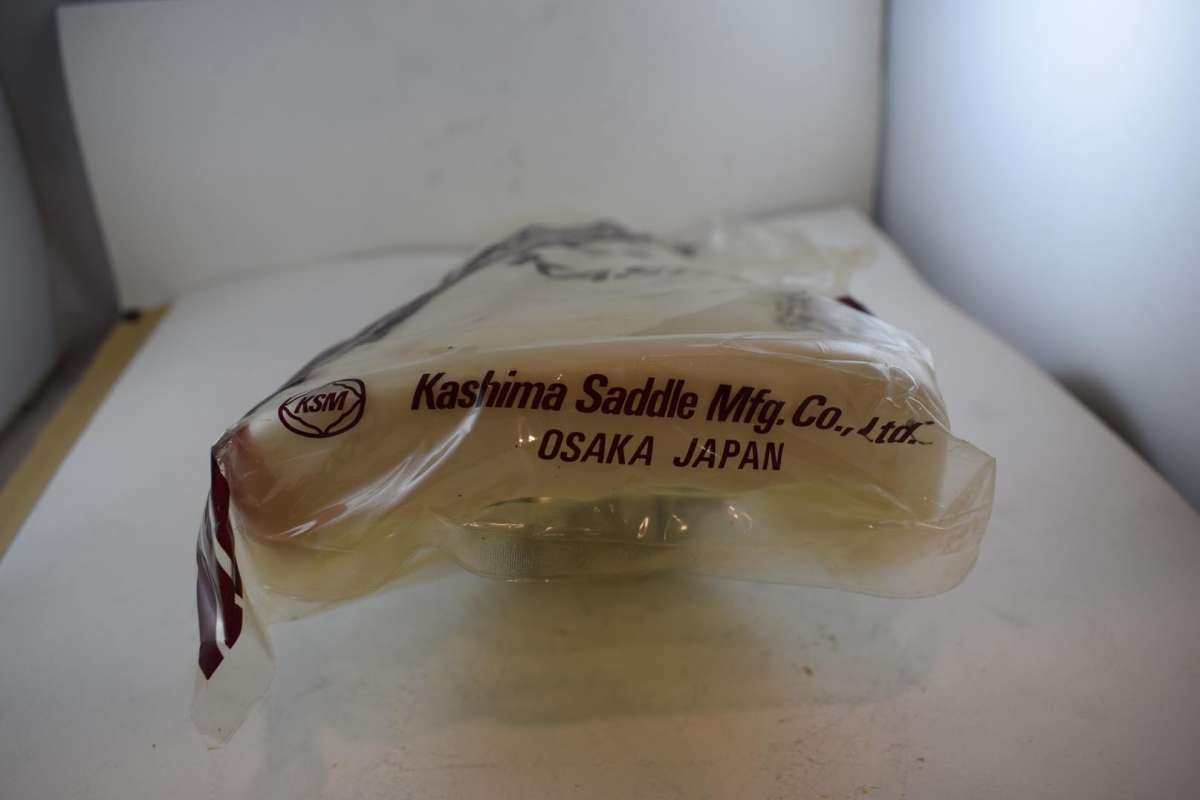 KSM
Kashima Saddle Mfg. Co., Ltd.
OSAKA JAPAN